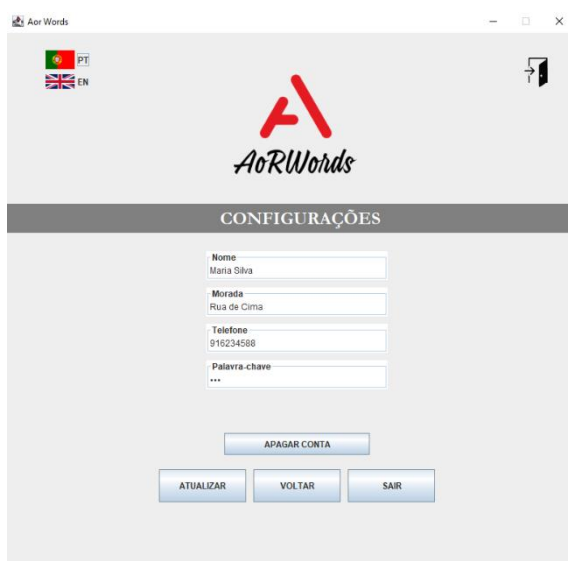 Aor Words
PT
EN
AoRWords
CONFIGURAÇÕES
Nome
Maria Silva
Morada
Rua de Cima
Telefone
916234588
Palavra-chave
•••
APAGAR CONTA
ATUALIZAR VOLTAR SAIR